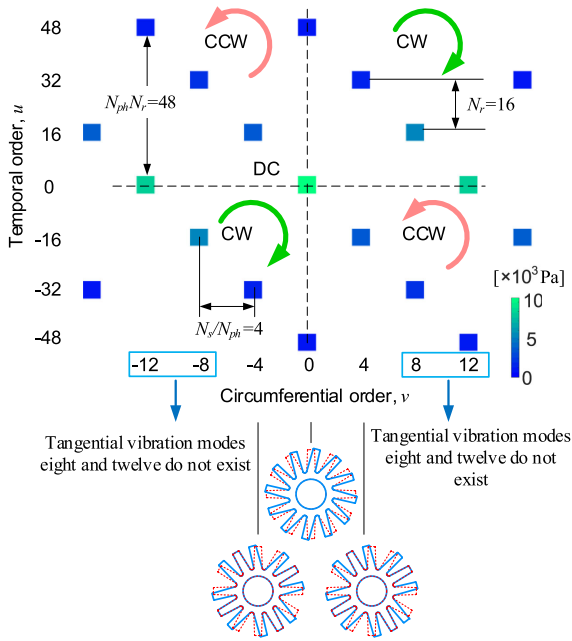 48
32
16
0
-16
-32
-48
Temporal order, u
CCW
CW
NphNr=48
Nr=16
DC
CW
CCW
Ns/Nph=4
[×10³Pa]
10
5
0
-12 -8 -4 0 4 8 12
Circumferential order, v
Tangential vibration modes
eight and twelve do not exist
Tangential vibration modes
eight and twelve do not
exist